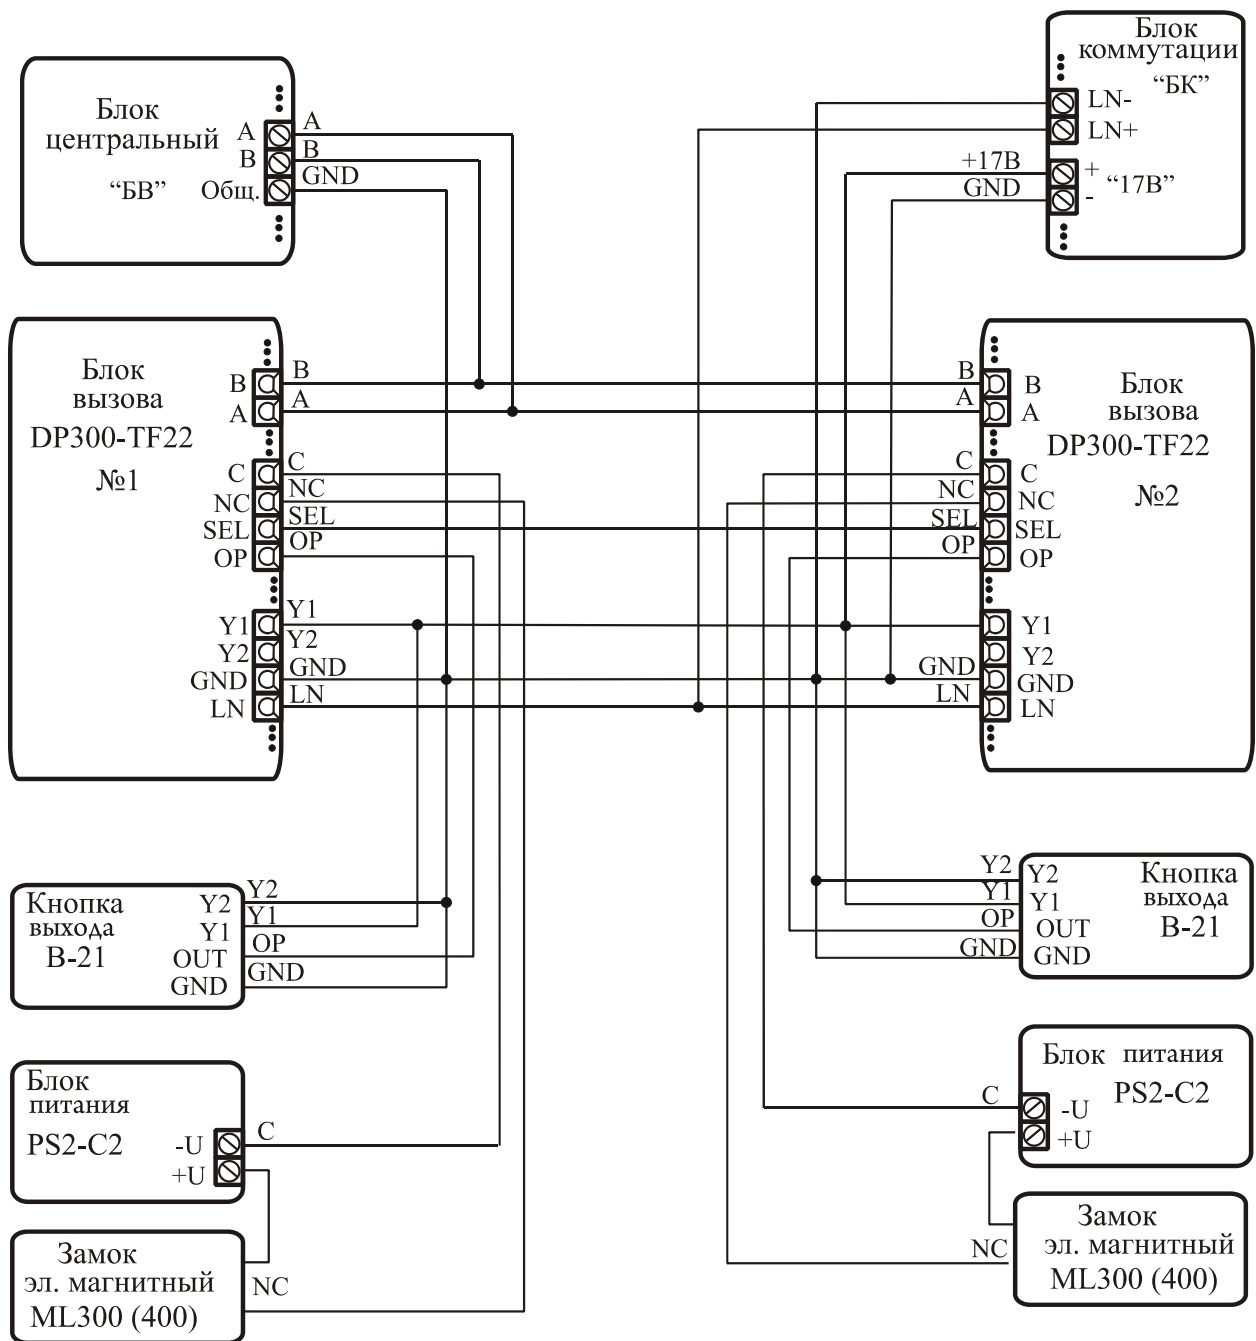 Блок
центральный
“БВ”
A
B
Общ.
A
B
GND
Блок
коммутации
“БК”
LN-
LN+
+17В
GND
+
-
“17В”
Блок
вызова
DP300-TF22
№1
B
A
C
NC
SEL
OP
Y1
Y2
GND
LN
B
A
C
NC
SEL
OP
Y1
Y2
GND
LN
B
A
C
NC
SEL
OP
GND
LN
B
A
C
NC
SEL
OP
Y1
Y2
GND
LN
Блок
вызова
DP300-TF22
№2
Кнопка
выхода
B-21
Y2
Y1
OUT
GND
Y2
Y1
OP
GND
Y2
Y1
OP
GND
Y2
Y1
OUT
GND
Кнопка
выхода
B-21
Блок
питания
PS2-C2
-U
+U
C
C
Блок питания
PS2-C2
-U
+U
Замок
эл. магнитный
ML300 (400)
NC
NC
Замок
эл. магнитный
ML300 (400)